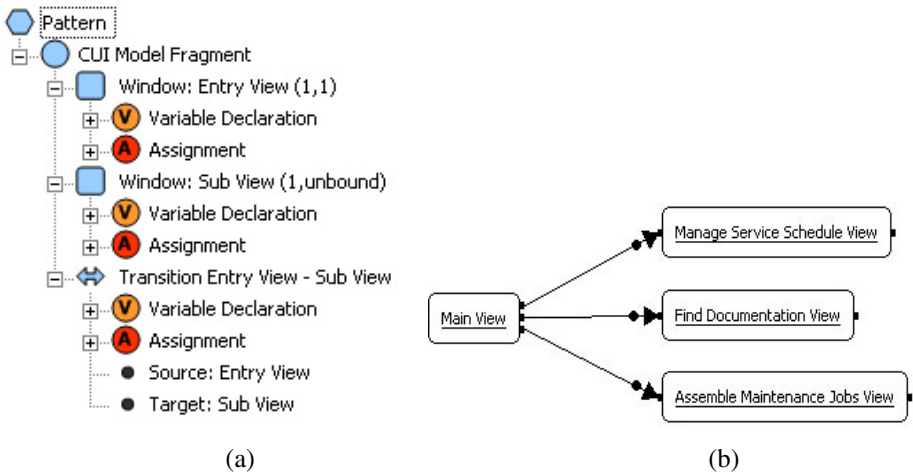 Pattern
CUI Model Fragment
Window: Entry View (1,1)
V Variable Declaration
A Assignment
Window: Sub View (1,unbound)
V Variable Declaration
A Assignment
Transition Entry View - Sub View
V Variable Declaration
A Assignment
Source: Entry View
Target: Sub View
(a)
Main View
Manage Service Schedule View
Find Documentation View
Assemble Maintenance Jobs View
(b)